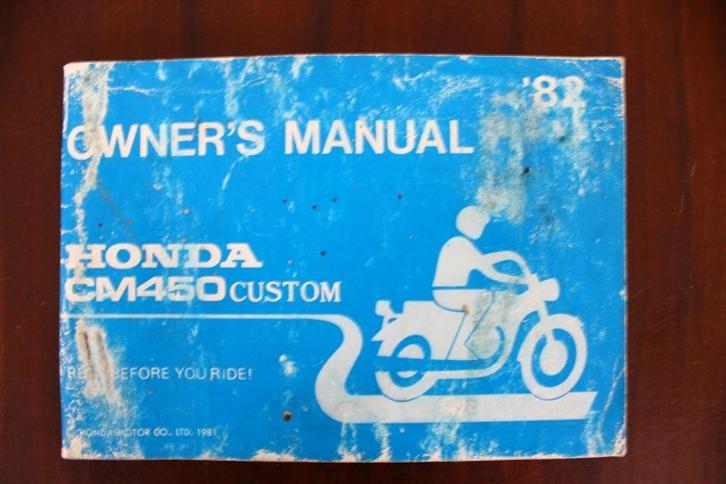 '82
OWNER'S MANUAL
HONDA
CM450 CUSTOM
BEFORE YOU RIDE!
HONDA MOTOR CO., LTD. 1981